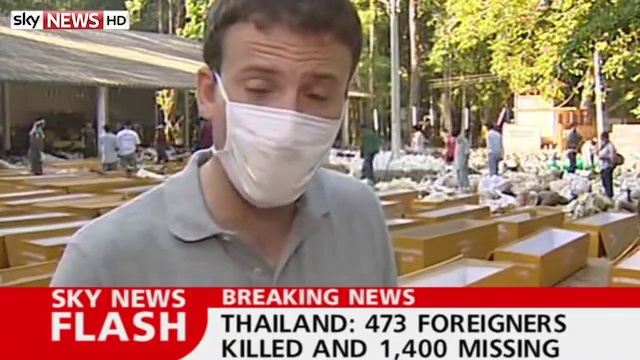 sky NEWS HD
SKY NEWS
FLASH
BREAKING NEWS
THAILAND: 473 FOREIGNERS
KILLED AND 1,400 MISSING